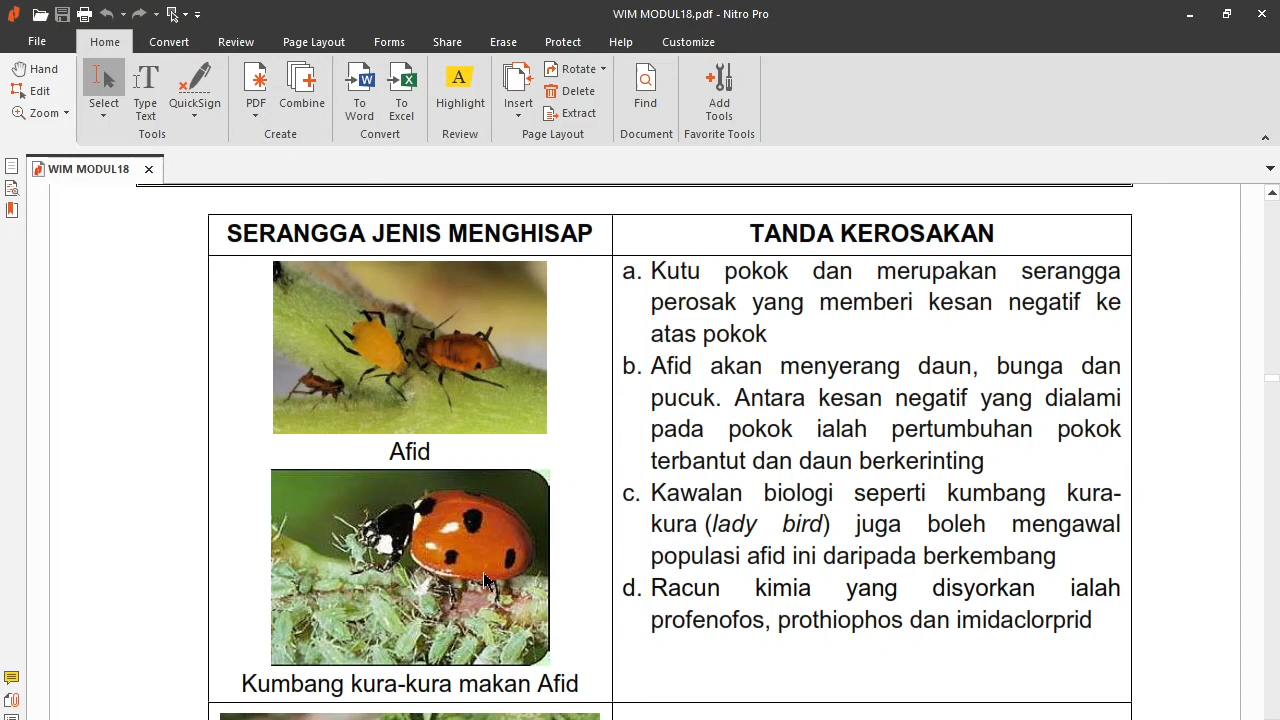 WIM MODUL18.pdf - Nitro Pro
File Home Convert Review Page Layout Forms Share Erase Protect Help Customize
Hand
Edit
Zoom
Select
Type Text
QuickSign
Tools
PDF
Combine
Create
To Word
To Excel
Convert
Highlight
Review
Insert
Rotate
Delete
Extract
Page Layout
Find
Document
Add Tools
Favorite Tools
WIM MODUL18
SERANGGA JENIS MENGHISAP
TANDA KEROSAKAN
Afid
Kumbang kura-kura makan Afid
a. Kutu pokok dan merupakan serangga
perosak yang memberi kesan negatif ke
atas pokok
b. Afid akan menyerang daun, bunga dan
pucuk. Antara kesan negatif yang dialami
pada pokok ialah pertumbuhan pokok
terbantut dan daun berkerinting
c. Kawalan biologi seperti kumbang kura-
kura (lady bird) juga boleh mengawal
populasi afid ini daripada berkembang
d. Racun kimia yang disyorkan ialah
profenofos, prothiophos dan imidaclorprid